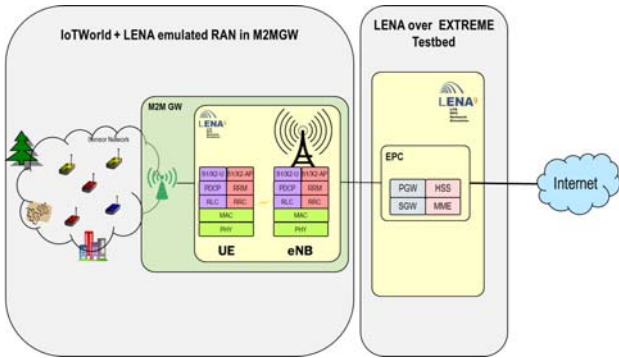 IoTWorld + LENA emulated RAN in M2MGW
LENA over EXTREME
Testbed
M2M GW
Sensor Network
LENA
LENA
EPC
S1/X2-U S1/X2-AP
S1/X2-U S1/X2-AP
PDCP RRM
PDCP RRM
RLC RRC
RLC RRC
MAC
MAC
PHY
PHY
UE
eNB
PGW HSS
SGW MME
Internet